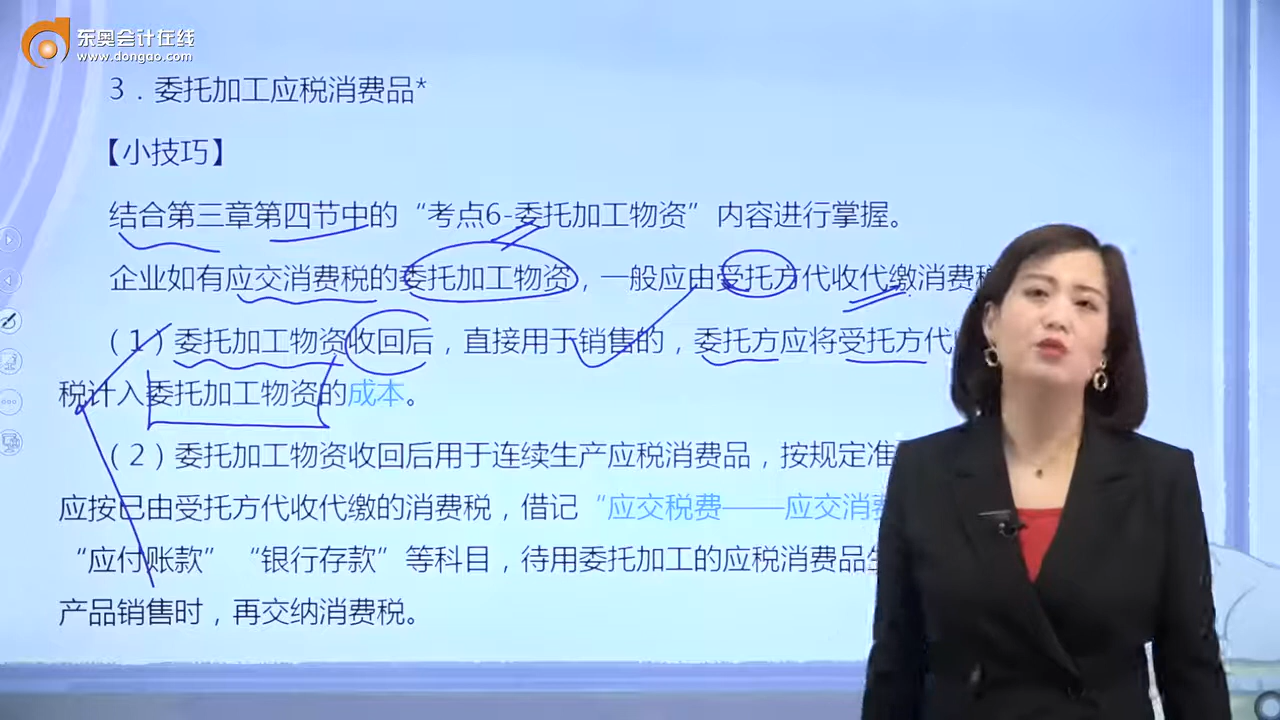 东奥会计在线
www.dongao.com
3．委托加工应税消费品*
【小技巧】
结合第三章第四节中的“考点6-委托加工物资”内容进行掌握。
企业如有应交消费税的委托加工物资，一般应由受托方代收代缴消费税
（1）委托加工物资收回后，直接用于销售的，委托方应将受托方代收
税计入委托加工物资的成本。
（2）委托加工物资收回后用于连续生产应税消费品，按规定准
应按已由受托方代收代缴的消费税，借记“应交税费——应交消费
“应付账款”“银行存款”等科目，待用委托加工的应税消费品生
产品销售时，再交纳消费税。